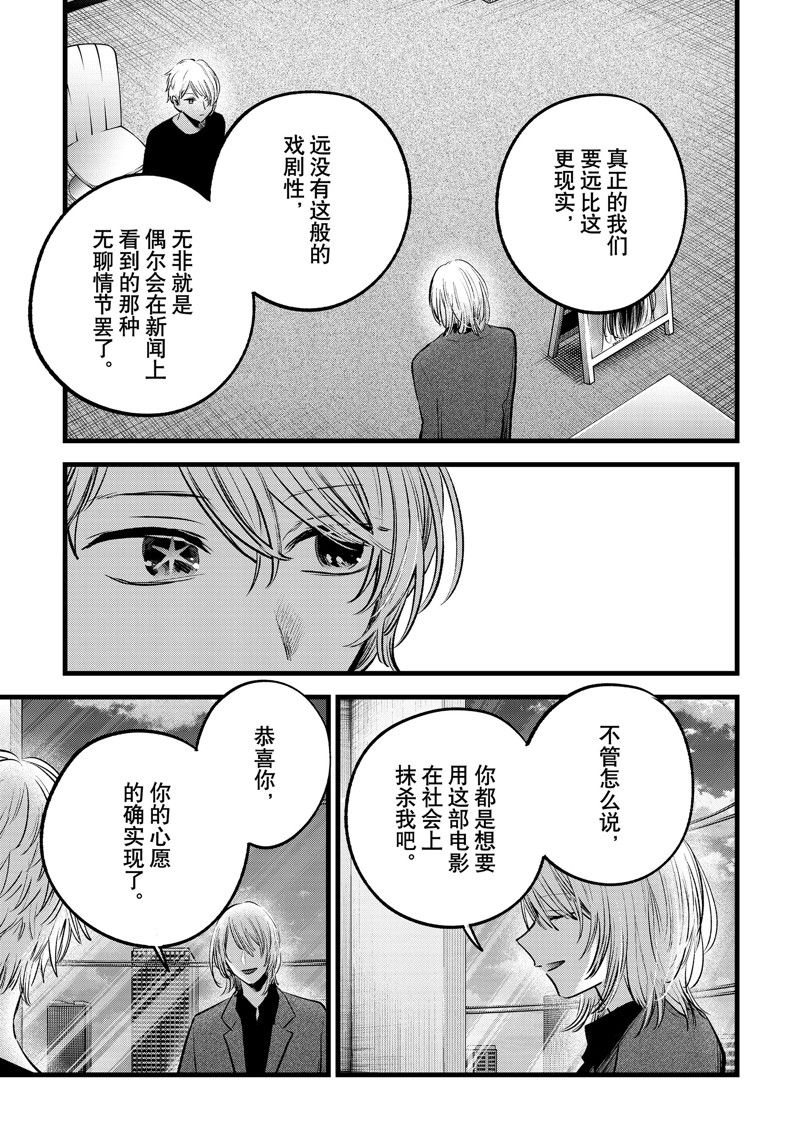 真正的我们
要远比这
更现实，
远没有这般的
戏剧性，
无非就是
偶尔会在新闻上
看到的那种
无聊情节罢了。
不管怎么说，
你都是想要
用这部电影
在社会上
抹杀我吧。
恭喜你，
你的心愿
的确实现了。